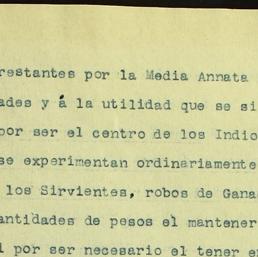 restantes por la Media Annata
ades y á la utilidad que se si
por ser el centro de los Indio
se experimentan ordinariamente
los Sirvientes, robos de Gana
antidades de pesos el mantener
l por ser necesario el tener e